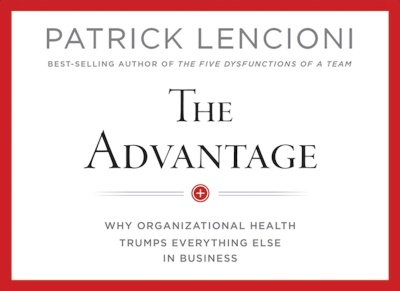 PATRICK LENCIONI
BEST-SELLING AUTHOR OF THE FIVE DYSFUNCTIONS OF A TEAM
THE
ADVANTAGE
WHY ORGANIZATIONAL HEALTH
TRUMPS EVERYTHING ELSE
IN BUSINESS